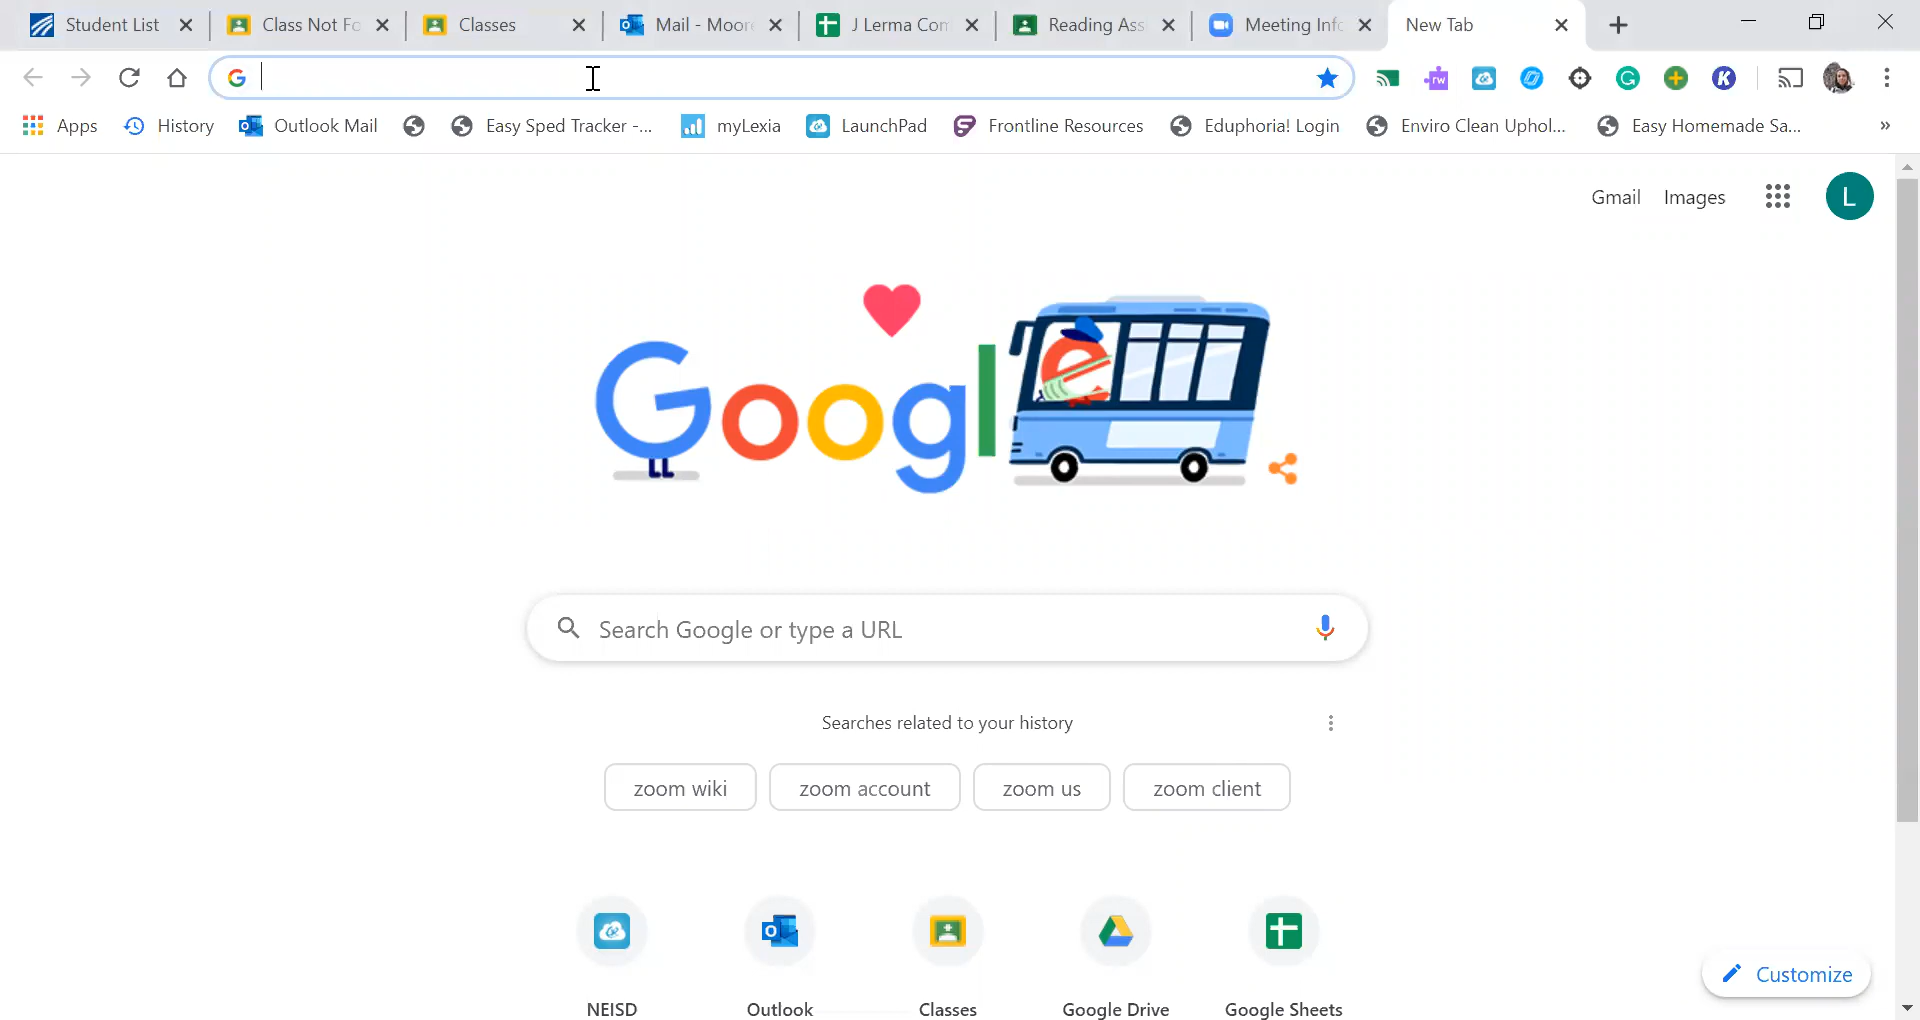 Student List
Class Not Fo
Classes
Mail - Moore
J Lerma Com
Reading Ass
Meeting Info
New Tab
Apps
History
Outlook Mail
Easy Sped Tracker -...
myLexia
LaunchPad
Frontline Resources
Eduphoria! Login
Enviro Clean Uphol...
Easy Homemade Sa...
»
Gmail
Images
L
Google
Search Google or type a URL
Searches related to your history
zoom wiki
zoom account
zoom us
zoom client
NEISD
Outlook
Classes
Google Drive
Google Sheets
Customize